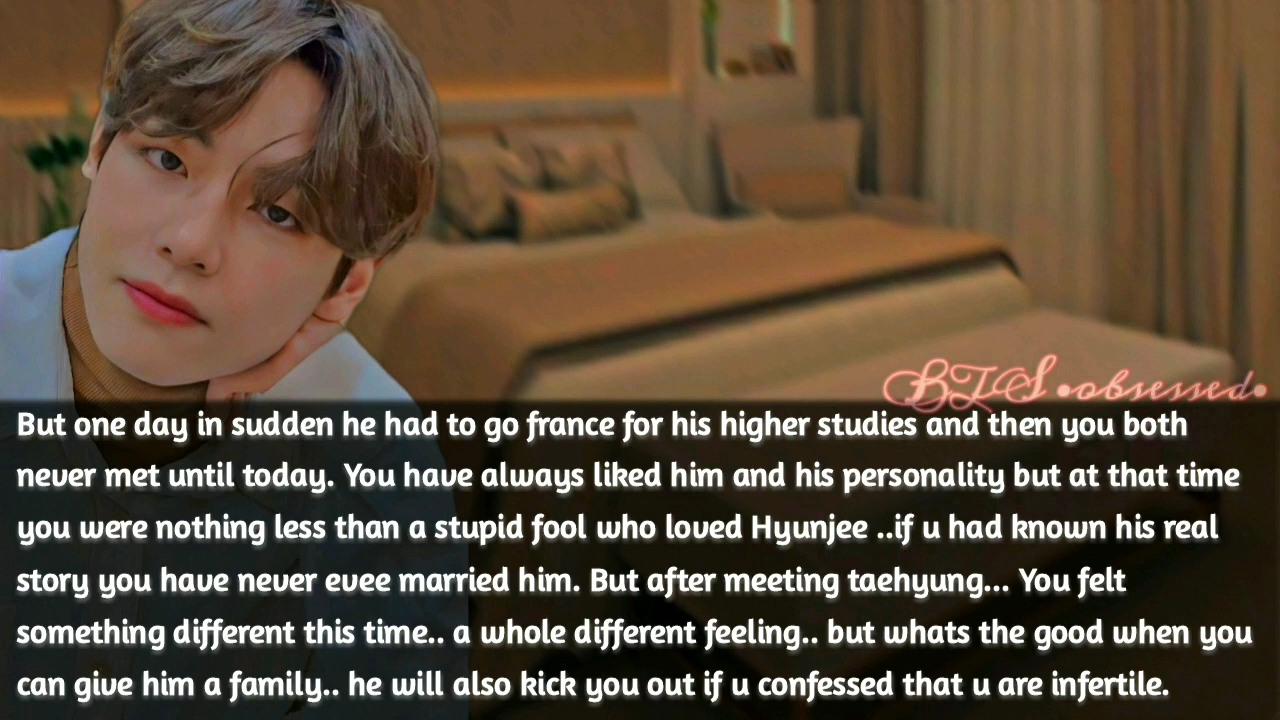 BTS •obsessed•
But one day in sudden he had to go france for his higher studies and then you both
never met until today. You have always liked him and his personality but at that time
you were nothing less than a stupid fool who loved Hyunjee ..if u had known his real
story you have never evee married him. But after meeting taehyung... You felt
something different this time.. a whole different feeling.. but whats the good when you
can give him a family.. he will also kick you out if u confessed that u are infertile.